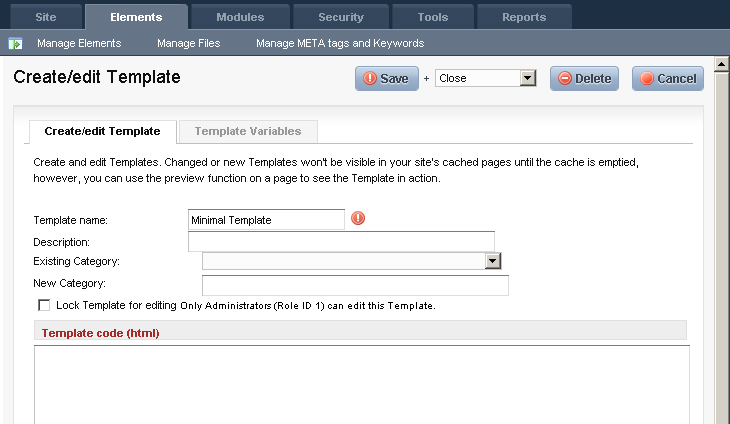 Site Elements Modules Security Tools Reports
Manage Elements Manage Files Manage META tags and Keywords
Create/edit Template Save + Close Delete Cancel
Create/edit Template Template Variables
Create and edit Templates. Changed or new Templates won't be visible in your site's cached pages until the cache is emptied,
however, you can use the preview function on a page to see the Template in action.
Template name: Minimal Template
Description:
Existing Category:
New Category:
Lock Template for editing Only Administrators (Role ID 1) can edit this Template.
Template code (html)